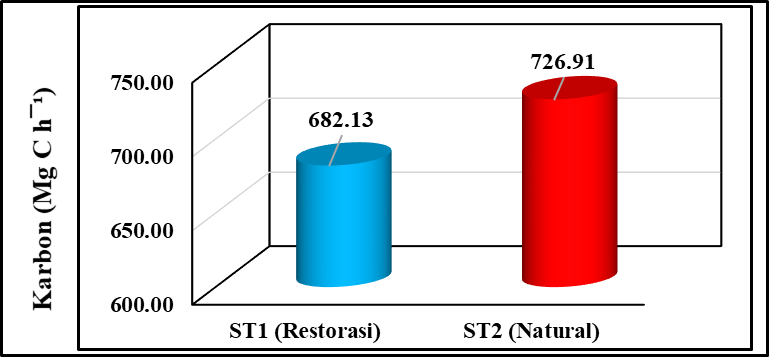 Karbon (Mg C h¯¹)
750.00
700.00
650.00
600.00
682.13
726.91
ST1 (Restorasi)
ST2 (Natural)